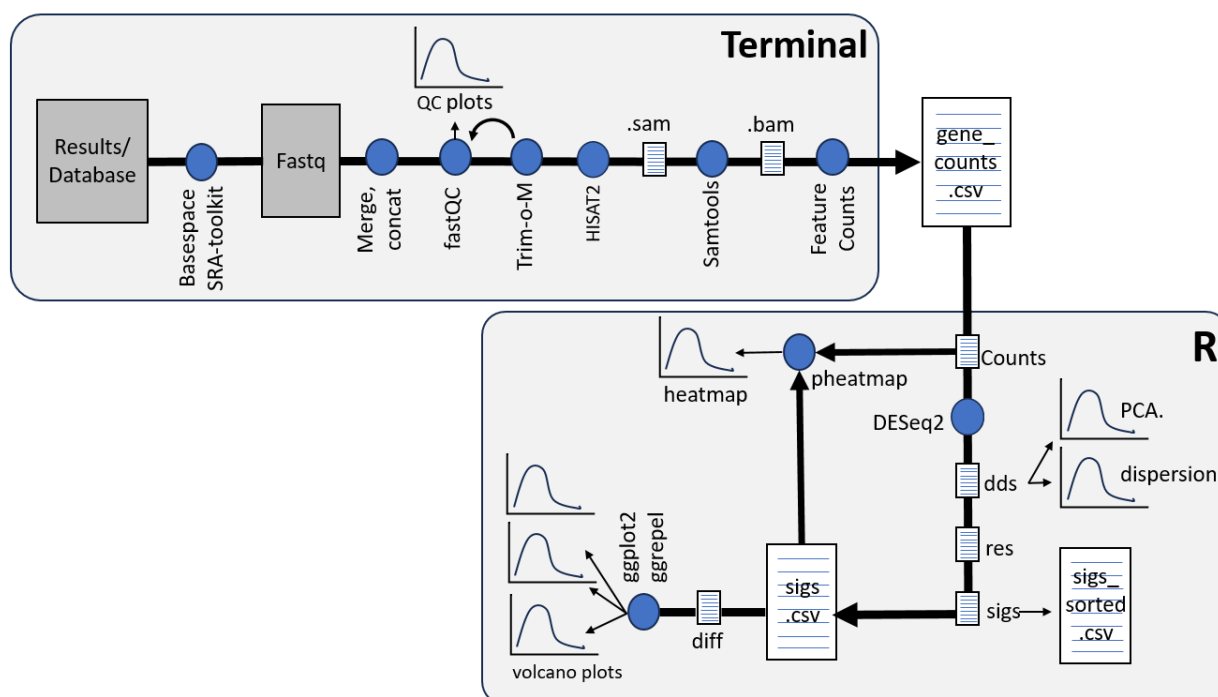 Terminal
QC plots
Results/
Database
Basespace
SRA-toolkit
Fastq
Merge,
concat
fastQC
Trim-o-M
HISAT2
.sam
Samtools
.bam
Feature
Counts
gene_
counts
.csv
R
heatmap
pheatmap
Counts
DESeq2
PCA.
dds
dispersion
res
sigs
sigs_
sorted
.csv
sigs
.csv
diff
ggplot2
ggrepel
volcano plots